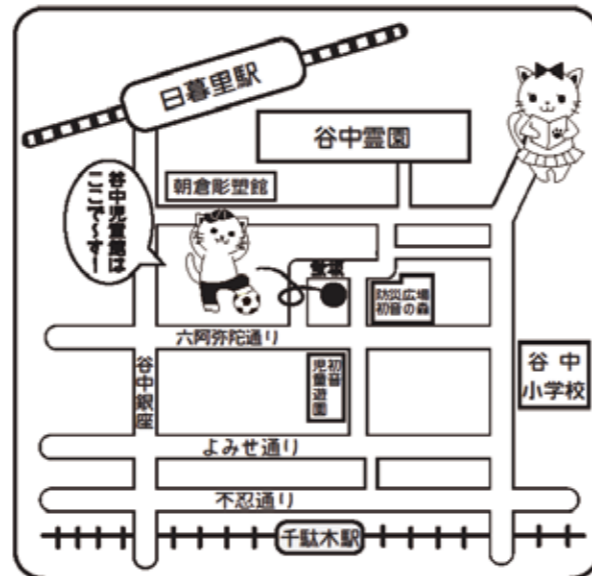 日暮里駅
谷中霊園
朝倉彫塑館
谷中児童館は
ここで〜すー
螢坂
防災広場
初音の森
六阿弥陀通り
谷中銀座
初音
児童遊園
谷中
小学校
よみせ通り
不忍通り
千駄木駅